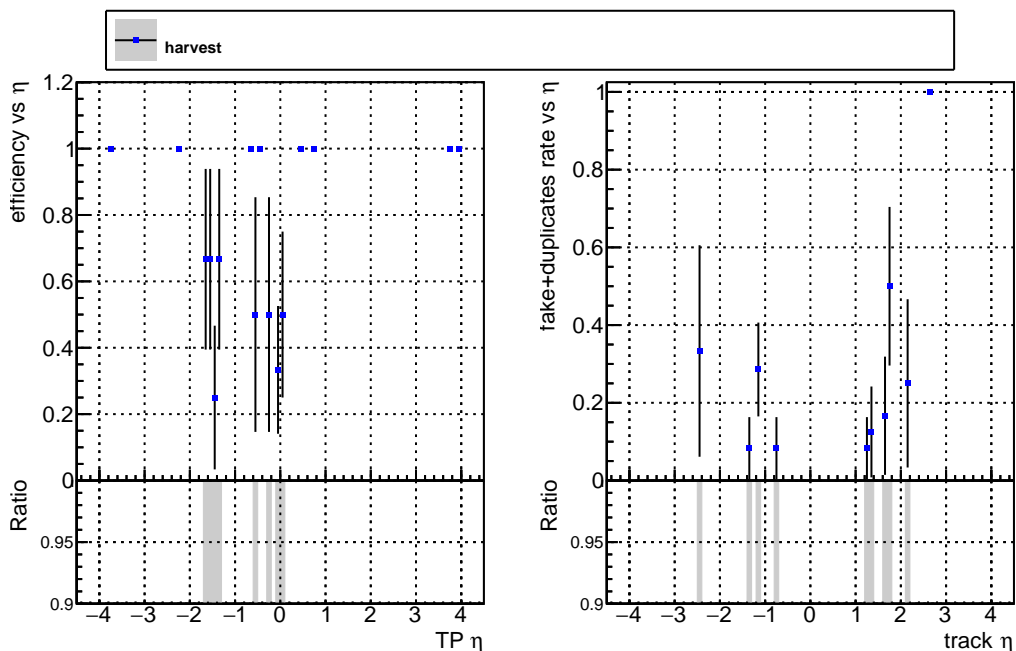 harvest
efficiency vs η
1.2
1
0.8
0.6
0.4
0.2
0
Ratio
0.95
0.9
−4 −3 −2 −1 0 1 2 3 4
TP η
fake+duplicates rate vs η
1
0.8
0.6
0.4
0.2
0
Ratio
0.95
0.9
−4 −3 −2 −1 0 1 2 3 4
track η